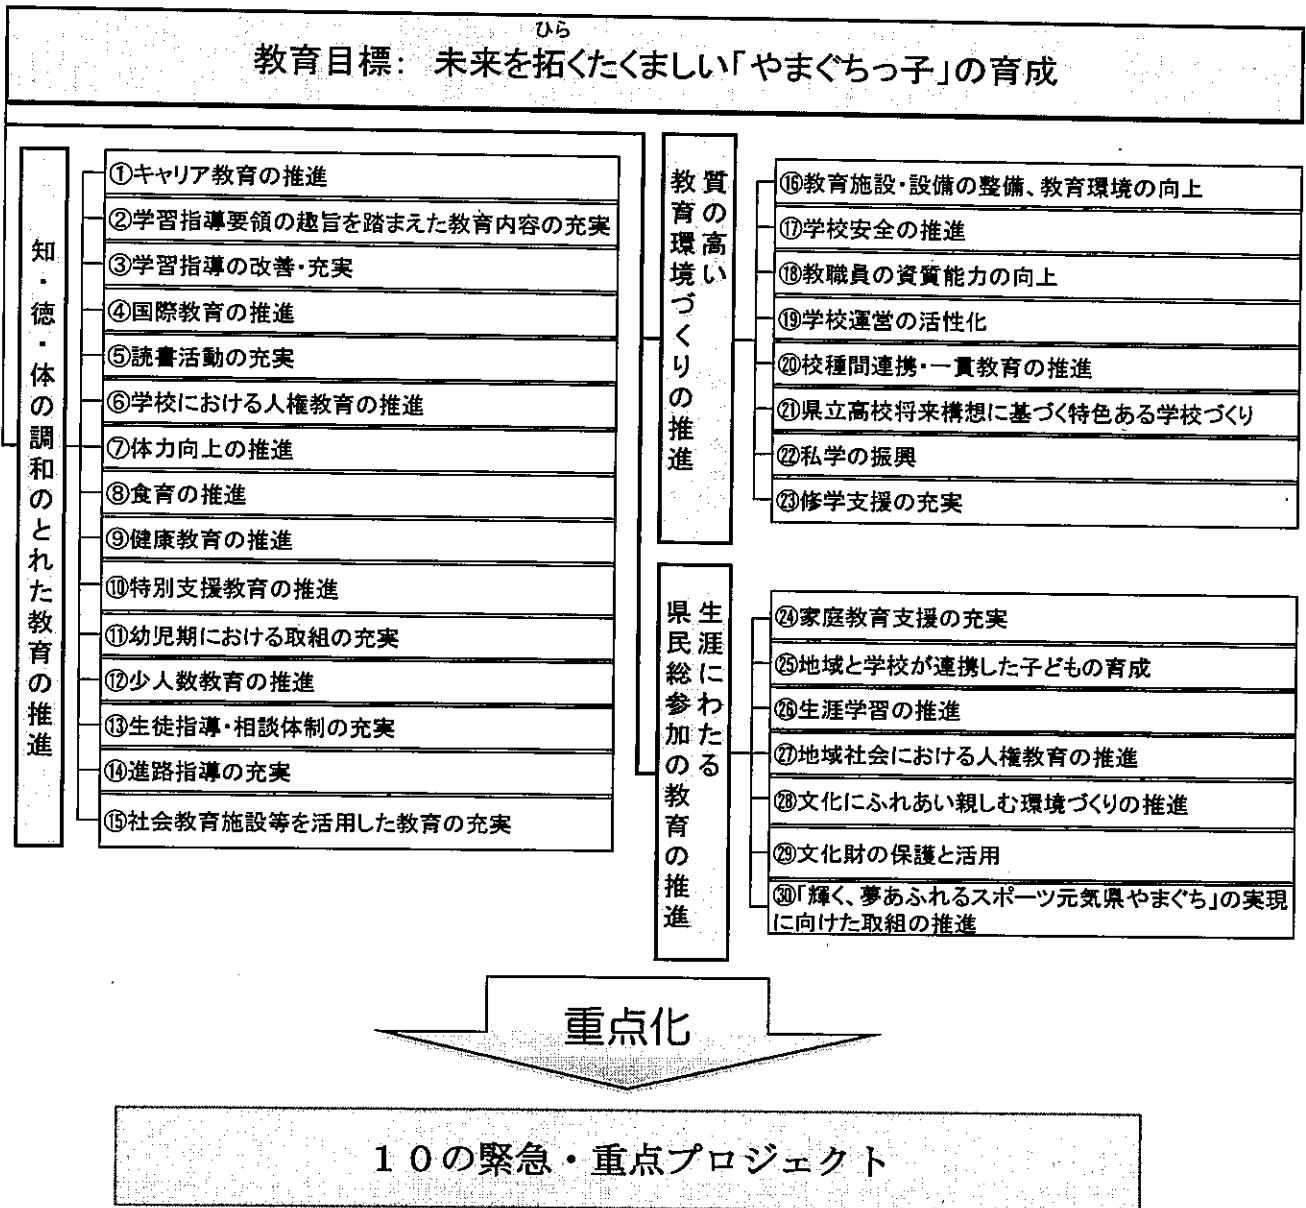 ひら
教育目標： 未来を拓くたくましい「やまぐちっ子」の育成
知・徳・体の調和のとれた教育の推進
①キャリア教育の推進
②学習指導要領の趣旨を踏まえた教育内容の充実
③学習指導の改善・充実
④国際教育の推進
⑤読書活動の充実
⑥学校における人権教育の推進
⑦体力向上の推進
⑧食育の推進
⑨健康教育の推進
⑩特別支援教育の推進
⑪幼児期における取組の充実
⑫少人数教育の推進
⑬生徒指導・相談体制の充実
⑭進路指導の充実
⑮社会教育施設等を活用した教育の充実
質の高い
教育環境づくりの推進
⑯教育施設・設備の整備、教育環境の向上
⑰学校安全の推進
⑱教職員の資質能力の向上
⑲学校運営の活性化
⑳校種間連携・一貫教育の推進
㉑県立高校将来構想に基づく特色ある学校づくり
㉒私学の振興
㉓修学支援の充実
生涯にわたる
県民総参加の教育の推進
㉔家庭教育支援の充実
㉕地域と学校が連携した子どもの育成
㉖生涯学習の推進
㉗地域社会における人権教育の推進
㉘文化にふれあい親しむ環境づくりの推進
㉙文化財の保護と活用
㉚「輝く、夢あふれるスポーツ元気県やまぐち」の実現
に向けた取組の推進
重点化
１０の緊急・重点プロジェクト